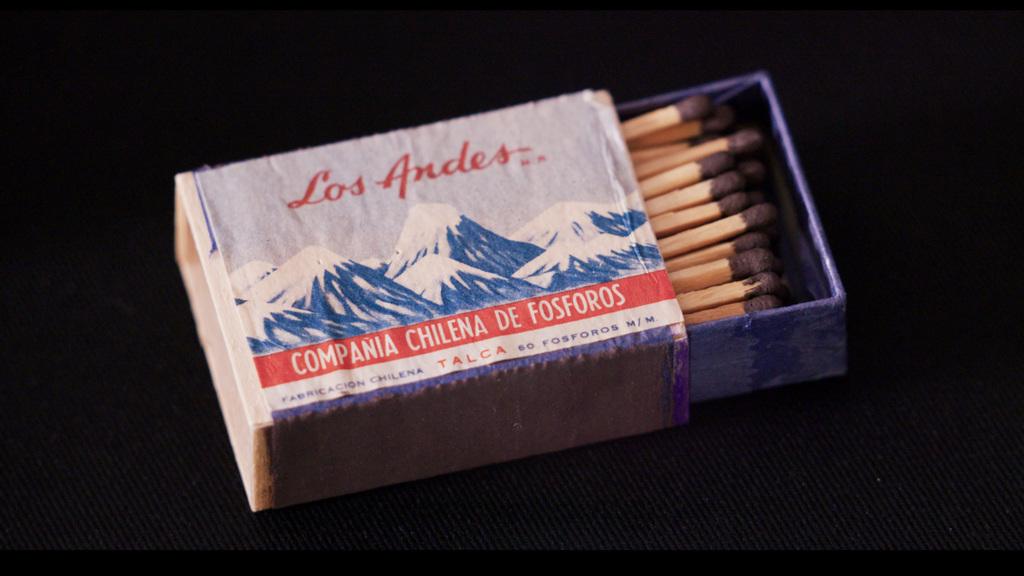 Los Andes M.R.
COMPAÑIA CHILENA DE FOSFOROS
FABRICACION CHILENA TALCA 60 FOSFOROS M/M.